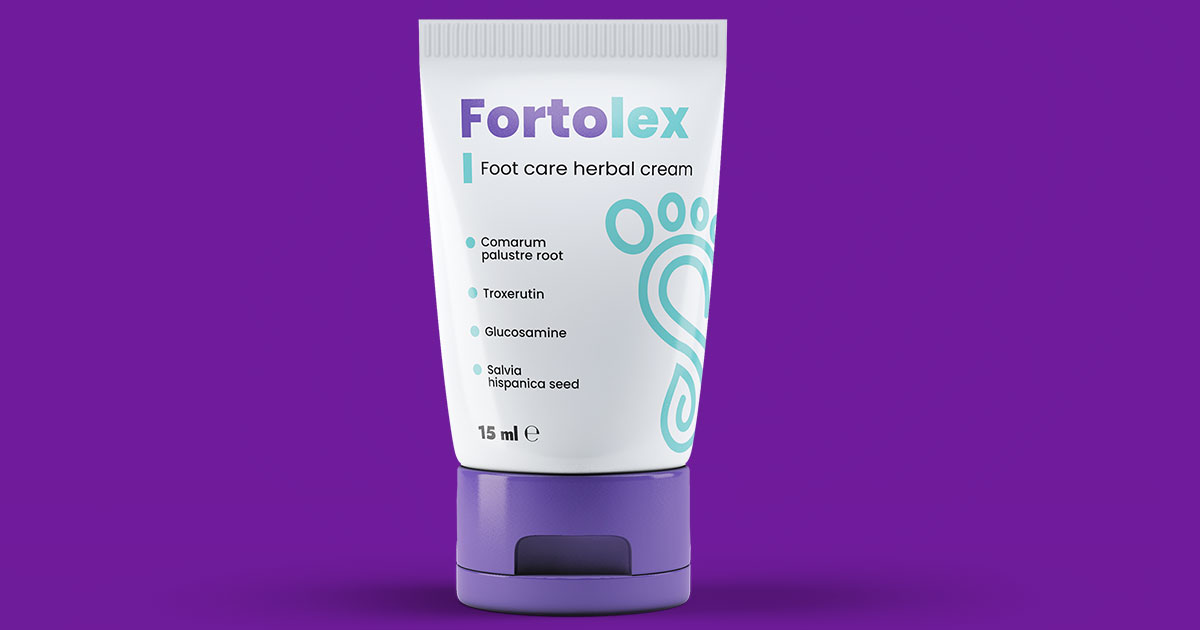 Fortolex
Foot care herbal cream
Comarum
palustre root
Troxerutin
Glucosamine
Salvia
hispanica seed
15 ml ℮